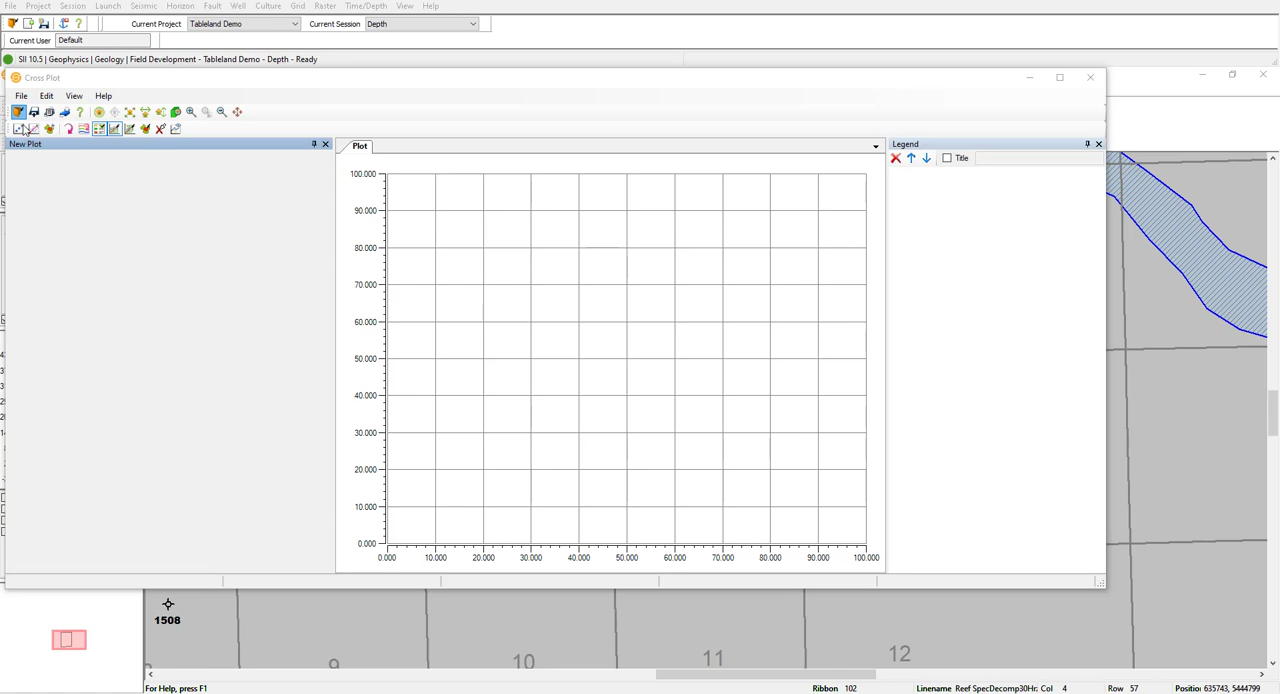 File Project Session Launch Seismic Horizon Fault Well Culture Grid Raster Time/Depth View Help
Current Project Tableland Demo Current Session Depth
Current User Default
SII 10.5 | Geophysics | Geology | Field Development - Tableland Demo - Depth - Ready
Cross Plot
File Edit View Help
New Plot
Plot
Legend
Title
100.000
90.000
80.000
70.000
60.000
50.000
40.000
30.000
20.000
10.000
0.000
0.000 10.000 20.000 30.000 40.000 50.000 60.000 70.000 80.000 90.000 100.000
1508
9 10 11 12
For Help, press F1 Ribbon 102 Linename Reef SpecDecomp30Hz: Col 4 Row 57 Position 635743, 5444799